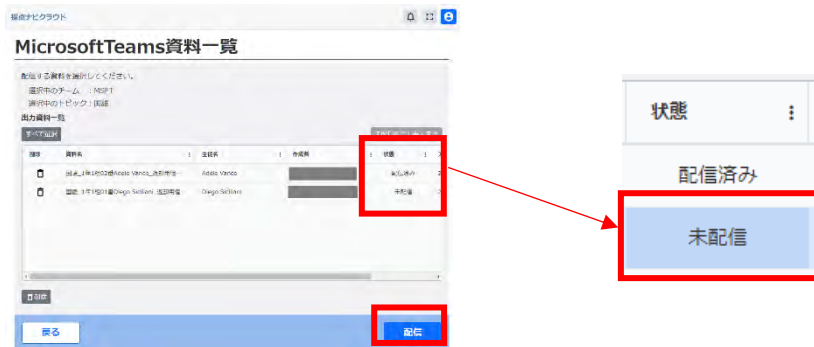 採点ナビクラウド
MicrosoftTeams資料一覧
配信する資料を選択してください。
選択中のチーム ：MSFT
選択中のトピック：国語
出力資料一覧
すべて選択
削除 資料名 生徒名 作成者 状態
Adele Vance 配信済み
Diego Siciliani 未配信
削除
戻る 配信
状態
配信済み
未配信